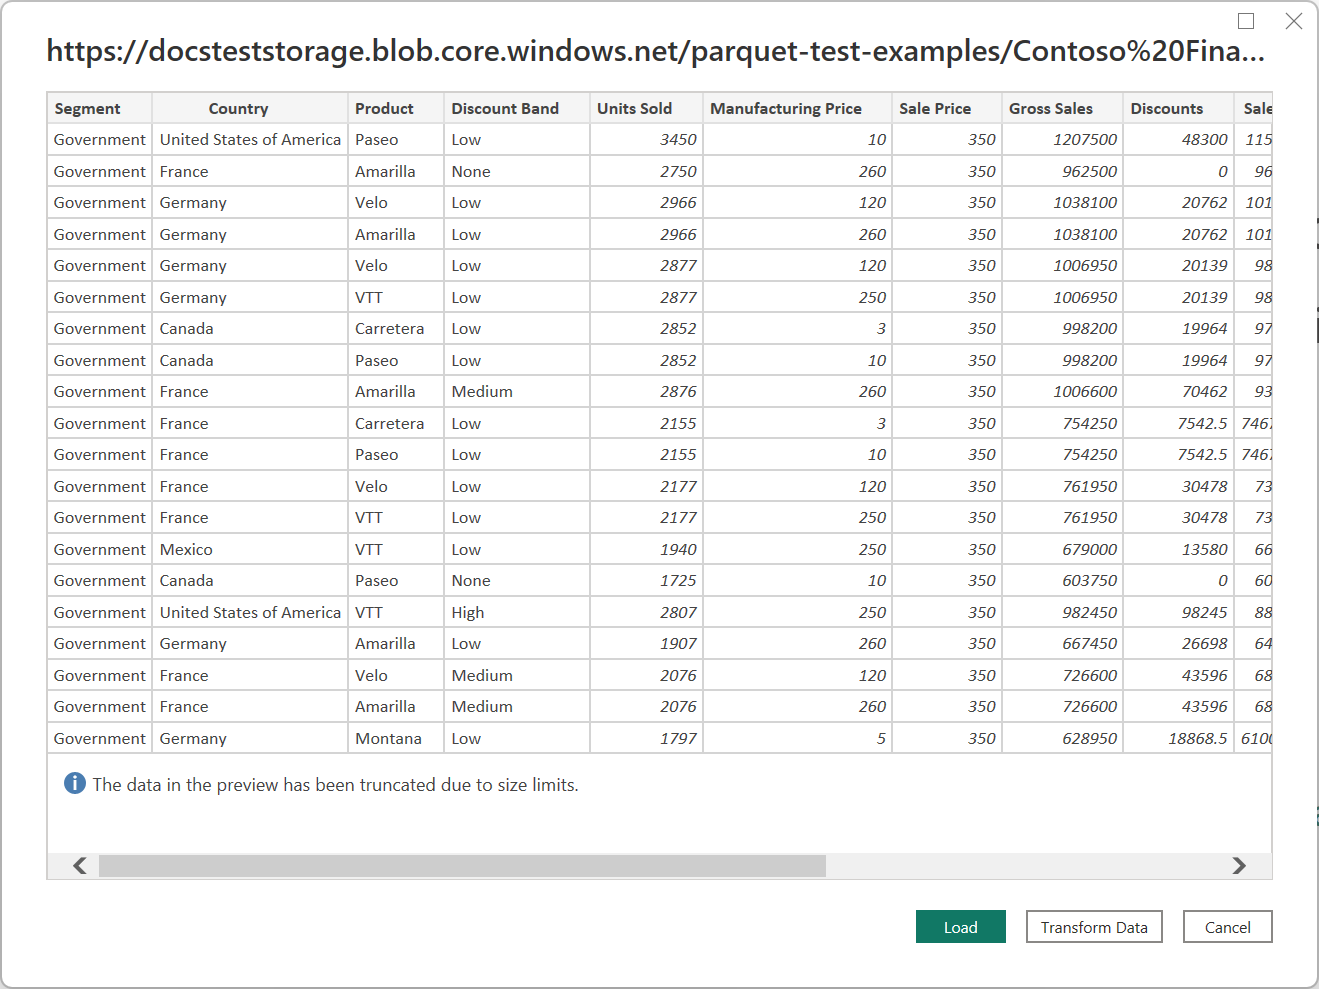 https://docsteststorage.blob.core.windows.net/parquet-test-examples/Contoso%20Fina...
Segment Country Product Discount Band Units Sold Manufacturing Price Sale Price Gross Sales Discounts Sale
Government United States of America Paseo Low 3450 10 350 1207500 48300 115
Government France Amarilla None 2750 260 350 962500 0 96
Government Germany Velo Low 2966 120 350 1038100 20762 101
Government Germany Amarilla Low 2966 260 350 1038100 20762 101
Government Germany Velo Low 2877 120 350 1006950 20139 98
Government Germany VTT Low 2877 250 350 1006950 20139 98
Government Canada Carretera Low 2852 3 350 998200 19964 97
Government Canada Paseo Low 2852 10 350 998200 19964 97
Government France Amarilla Medium 2876 260 350 1006600 70462 93
Government France Carretera Low 2155 3 350 754250 7542.5 7467
Government France Paseo Low 2155 10 350 754250 7542.5 7467
Government France Velo Low 2177 120 350 761950 30478 73
Government France VTT Low 2177 250 350 761950 30478 73
Government Mexico VTT Low 1940 250 350 679000 13580 66
Government Canada Paseo None 1725 10 350 603750 0 60
Government United States of America VTT High 2807 250 350 982450 98245 88
Government Germany Amarilla Low 1907 260 350 667450 26698 64
Government France Velo Medium 2076 120 350 726600 43596 68
Government France Amarilla Medium 2076 260 350 726600 43596 68
Government Germany Montana Low 1797 5 350 628950 18868.5 6100
The data in the preview has been truncated due to size limits.
Load Transform Data Cancel